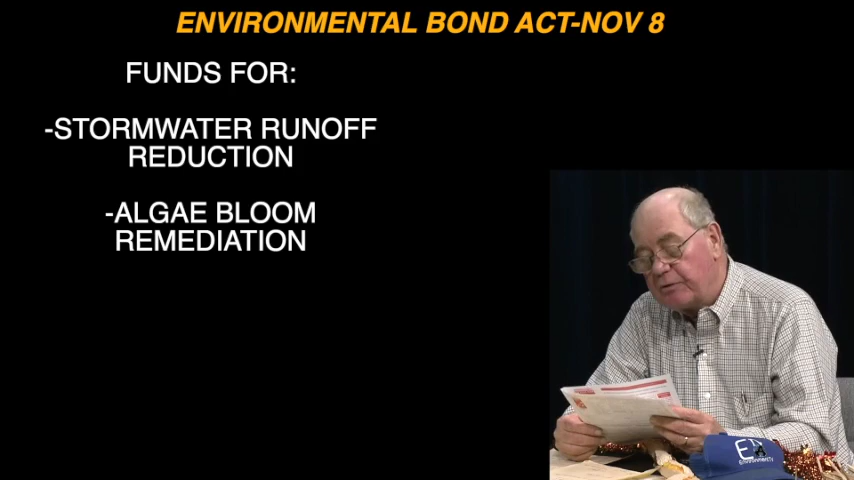 ENVIRONMENTAL BOND ACT-NOV 8
FUNDS FOR:
-STORMWATER RUNOFF
REDUCTION
-ALGAE BLOOM
REMEDIATION